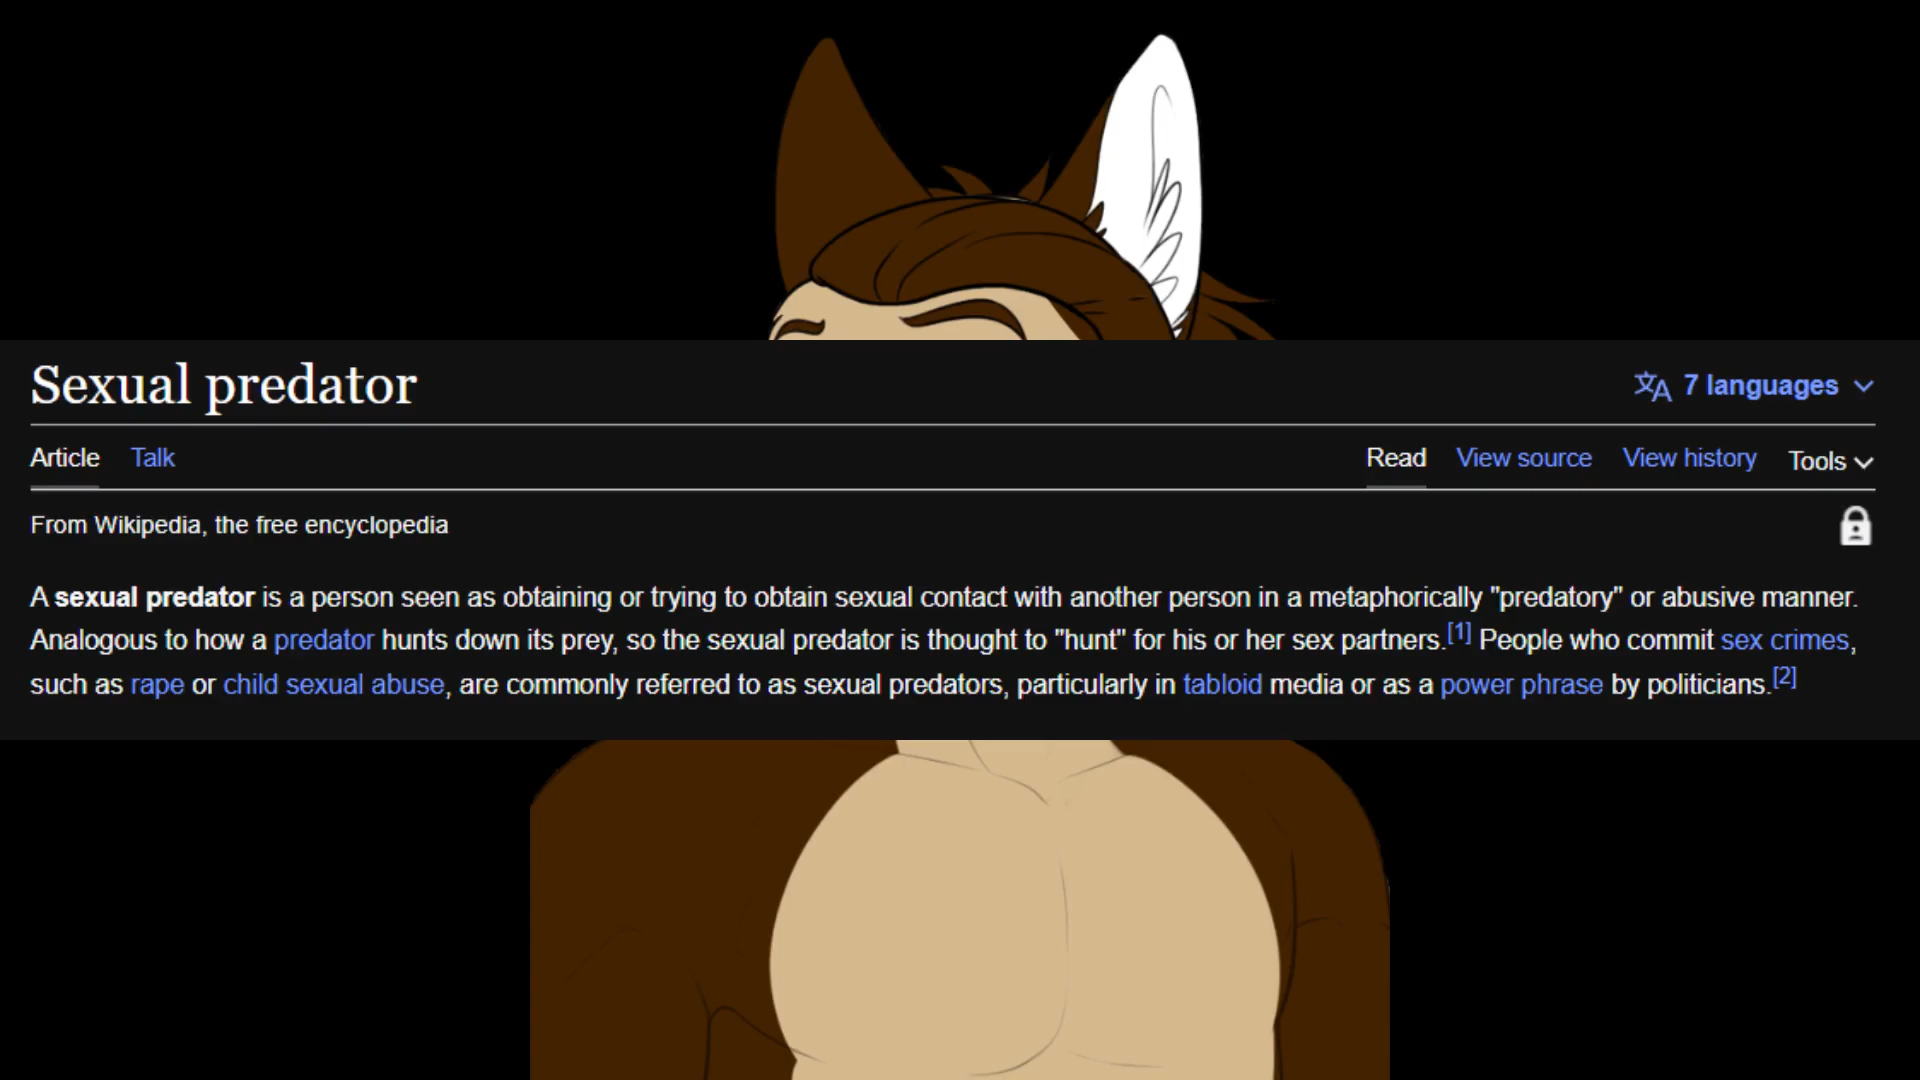 Sexual predator
文A 7 languages
Article Talk Read View source View history Tools
From Wikipedia, the free encyclopedia
A sexual predator is a person seen as obtaining or trying to obtain sexual contact with another person in a metaphorically "predatory" or abusive manner.
Analogous to how a predator hunts down its prey, so the sexual predator is thought to "hunt" for his or her sex partners.[1] People who commit sex crimes,
such as rape or child sexual abuse, are commonly referred to as sexual predators, particularly in tabloid media or as a power phrase by politicians.[2]